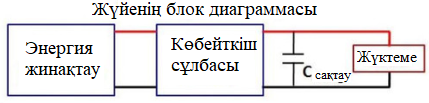 Жүйенің блок диаграммасы
Энергия
жинақтау
Көбейткіш
сұлбасы
С сақтау
Жүктеме